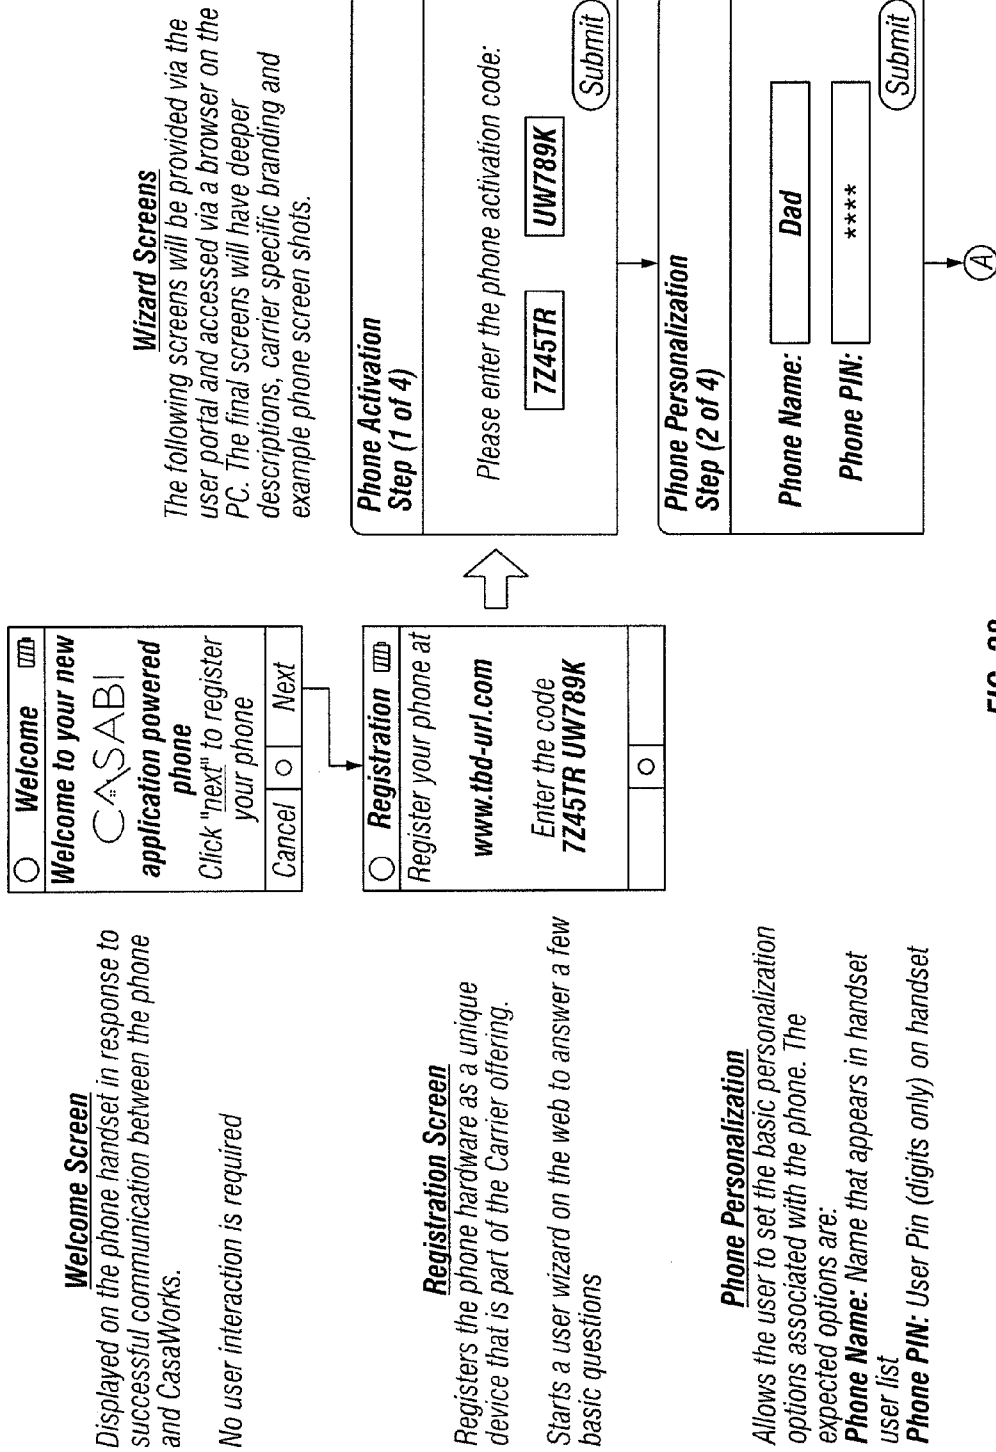 Welcome Screen
Displayed on the phone handset in response to
successful communication between the phone
and CasaWorks.
No user interaction is required
Registration Screen
Registers the phone hardware as a unique
device that is part of the Carrier offering.
Starts a user wizard on the web to answer a few
basic questions
Phone Personalization
Allows the user to set the basic personalization
options associated with the phone. The
expected options are:
Phone Name: Name that appears in handset
user list
Phone PIN: User Pin (digits only) on handset
Welcome
Welcome to your new
CASABI
application powered
phone
Click "next" to register
your phone
Cancel
Next
Registration
Register your phone at
www.tbd-url.com
Enter the code
7Z45TR UW789K
Wizard Screens
The following screens will be provided via the
user portal and accessed via a browser on the
PC. The final screens will have deeper
descriptions, carrier specific branding and
example phone screen shots.
Phone Activation
Step (1 of 4)
Please enter the phone activation code:
7Z45TR
UW789K
Submit
Phone Personalization
Step (2 of 4)
Phone Name: Dad
Phone PIN: ****
Submit
A
FIG.